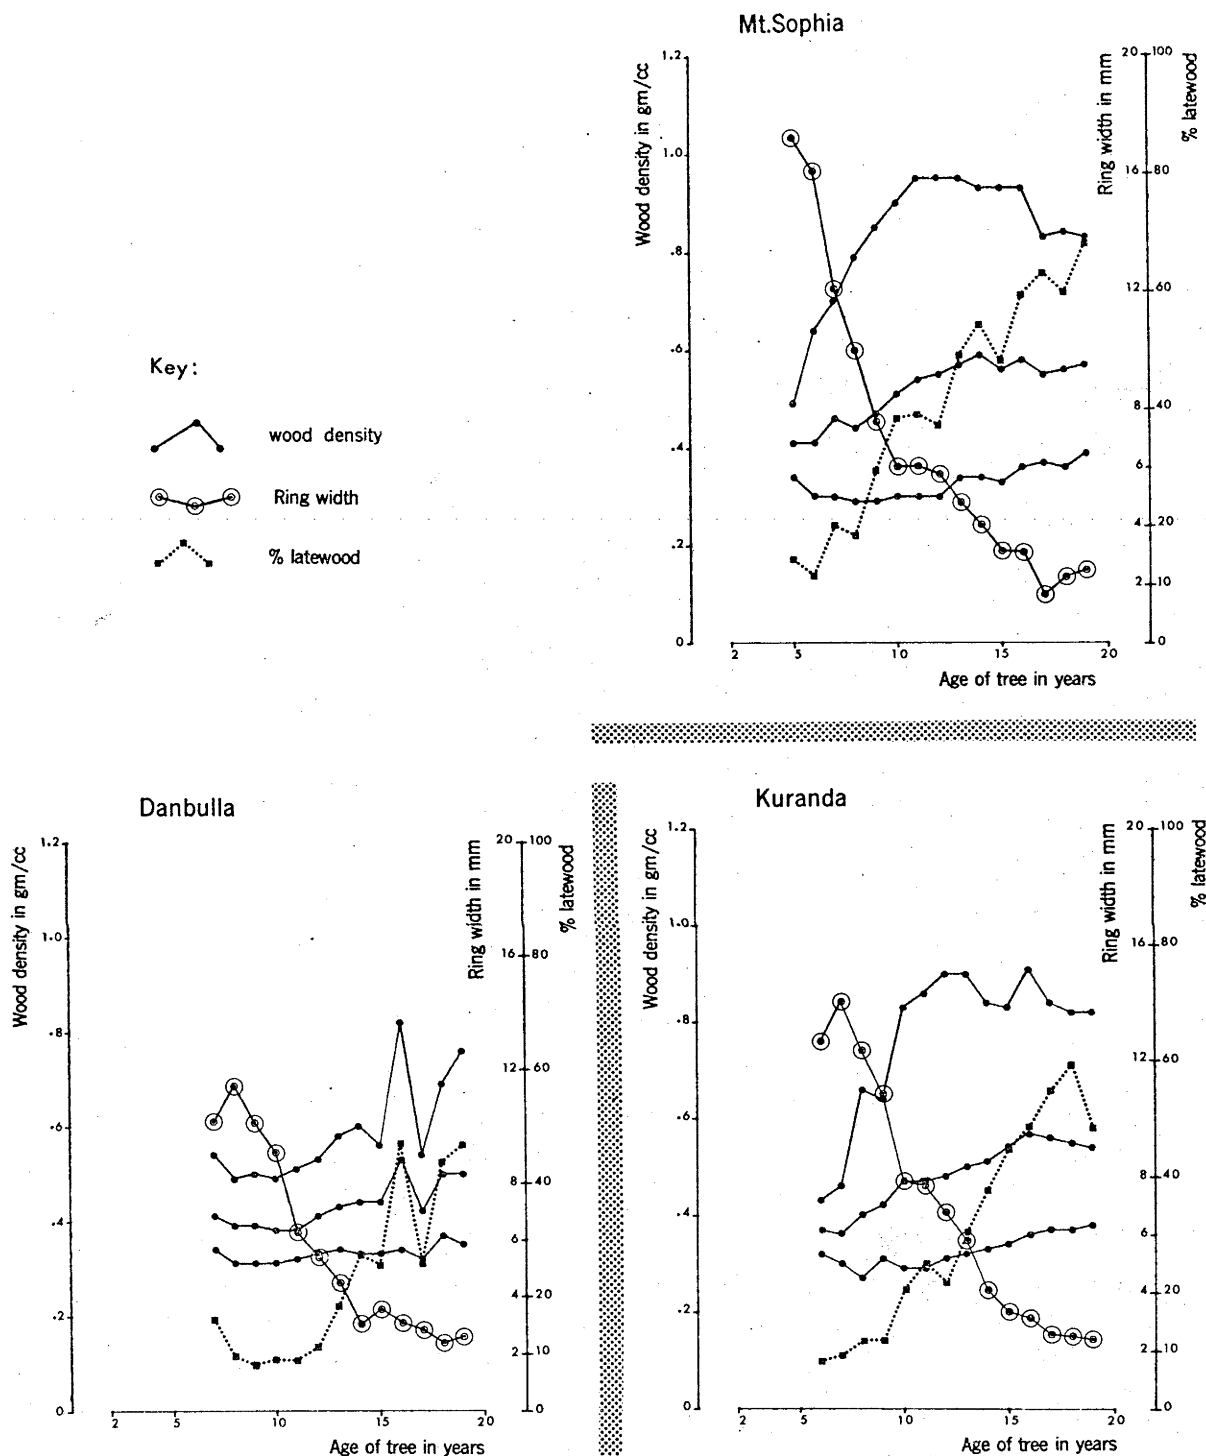 Mt.Sophia
Wood density in gm/cc
1.2
1.0
.8
.6
.4
.2
0
Ring width in mm
% latewood
20 100
16 80
12 60
8 40
6
4 20
2 10
0
2 5 10 15 20
Age of tree in years
Key:
wood density
Ring width
% latewood
Danbulla
Wood density in gm/cc
1.2
1.0
.8
.6
.4
.2
0
Ring width in mm
% latewood
20 100
16 80
12 60
8 40
6
4 20
2 10
0
2 5 10 15 20
Age of tree in years
Kuranda
Wood density in gm/cc
1.2
1.0
.8
.6
.4
.2
0
Ring width in mm
% latewood
20 100
16 80
12 60
8 40
6
4 20
2 10
0
2 5 10 15 20
Age of tree in years